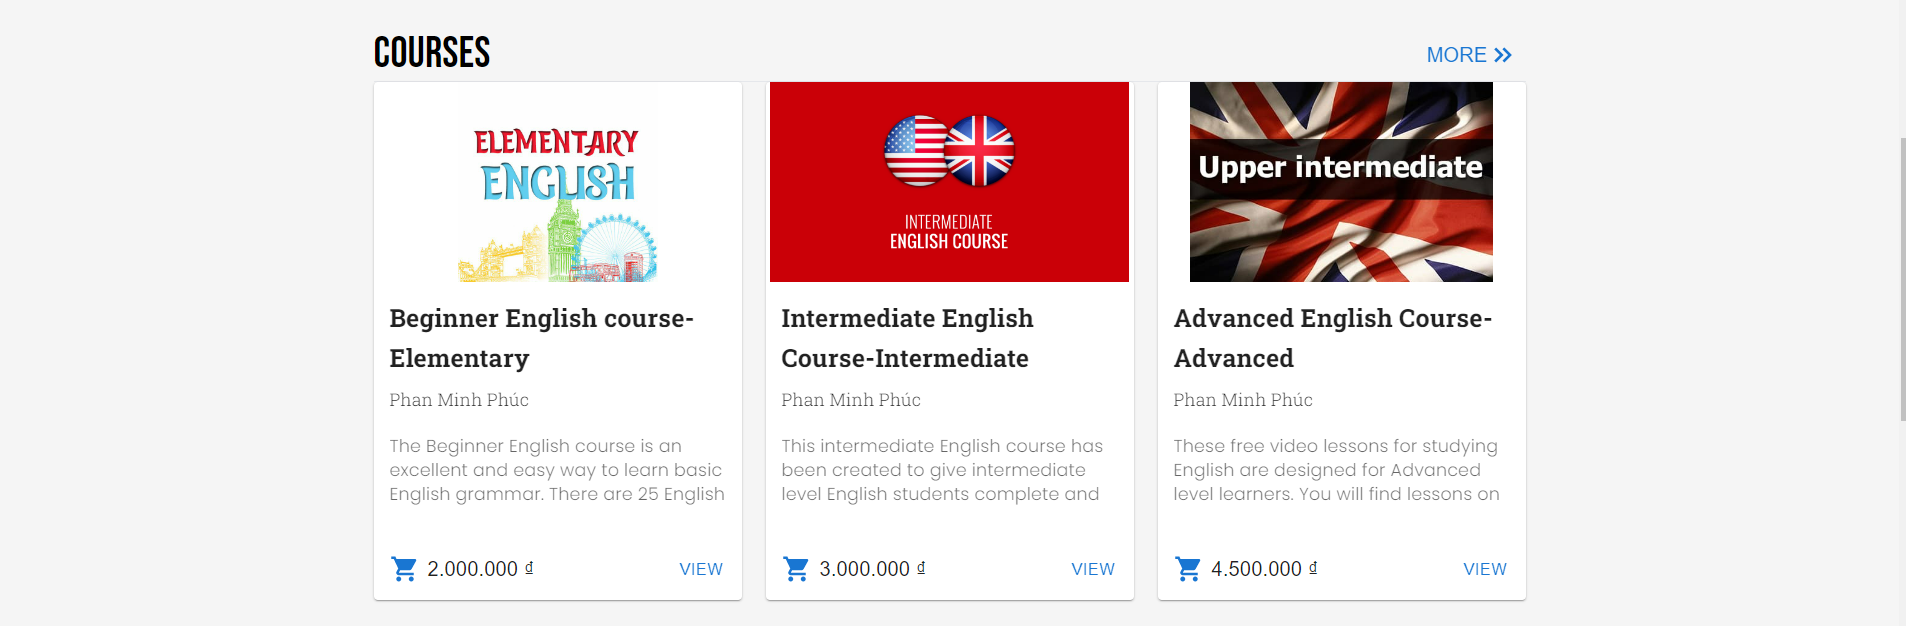 COURSES
MORE
ELEMENTARY
ENGLISH
Beginner English course-
Elementary
Phan Minh Phúc
The Beginner English course is an
excellent and easy way to learn basic
English grammar. There are 25 English
2.000.000 ₫
VIEW
INTERMEDIATE
ENGLISH COURSE
Intermediate English
Course-Intermediate
Phan Minh Phúc
This intermediate English course has
been created to give intermediate
level English students complete and
3.000.000 ₫
VIEW
Upper intermediate
Advanced English Course-
Advanced
Phan Minh Phúc
These free video lessons for studying
English are designed for Advanced
level learners. You will find lessons on
4.500.000 ₫
VIEW